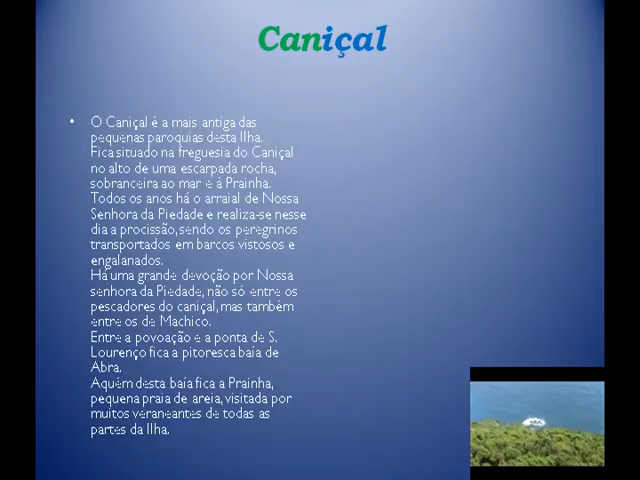 Caniçal
• O Caniçal é a mais antiga das
pequenas paroquias desta Ilha.
Fica situado na freguesia do Caniçal
no alto de uma escarpada rocha,
sobranceira ao mar e à Prainha.
Todos os anos há o arraial de Nossa
Senhora da Piedade e realiza-se nesse
dia a procissão, sendo os peregrinos
transportados em barcos vistosos e
engalanados.
Há uma grande devoção por Nossa
senhora da Piedade, não só entre os
pescadores do caniçal, mas também
entre os de Machico.
Entre a povoação e a ponta de S.
Lourenço fica a pitoresca baía de
Abra.
Aquém desta baía fica a Prainha,
pequena praia de areia, visitada por
muitos veraneantes de todas as
partes da Ilha.